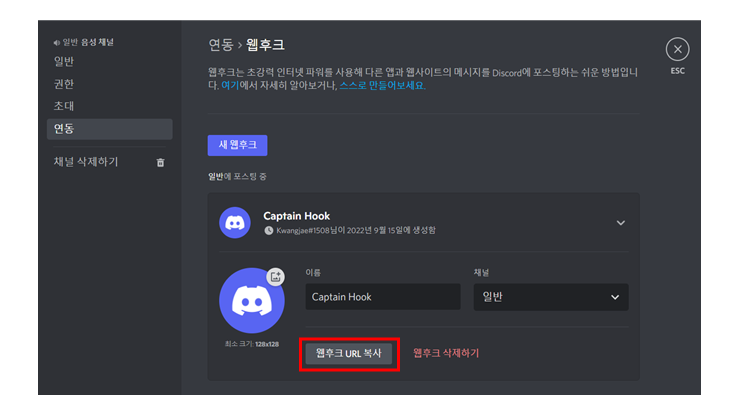 일반 음성 채널
일반
권한
초대
연동
채널 삭제하기
연동 > 웹후크
웹후크는 초강력 인터넷 파워를 사용해 다른 앱과 웹사이트의 메시지를 Discord에 포스팅하는 쉬운 방법입니
다. 여기에서 자세히 알아보거나, 스스로 만들어보세요.
ESC
새 웹후크
일반에 포스팅 중
Captain Hook
Kwangjae#1508님이 2022년 9월 15일에 생성함
이름
채널
Captain Hook
일반
최소 크기: 128x128
웹후크 URL 복사
웹후크 삭제하기